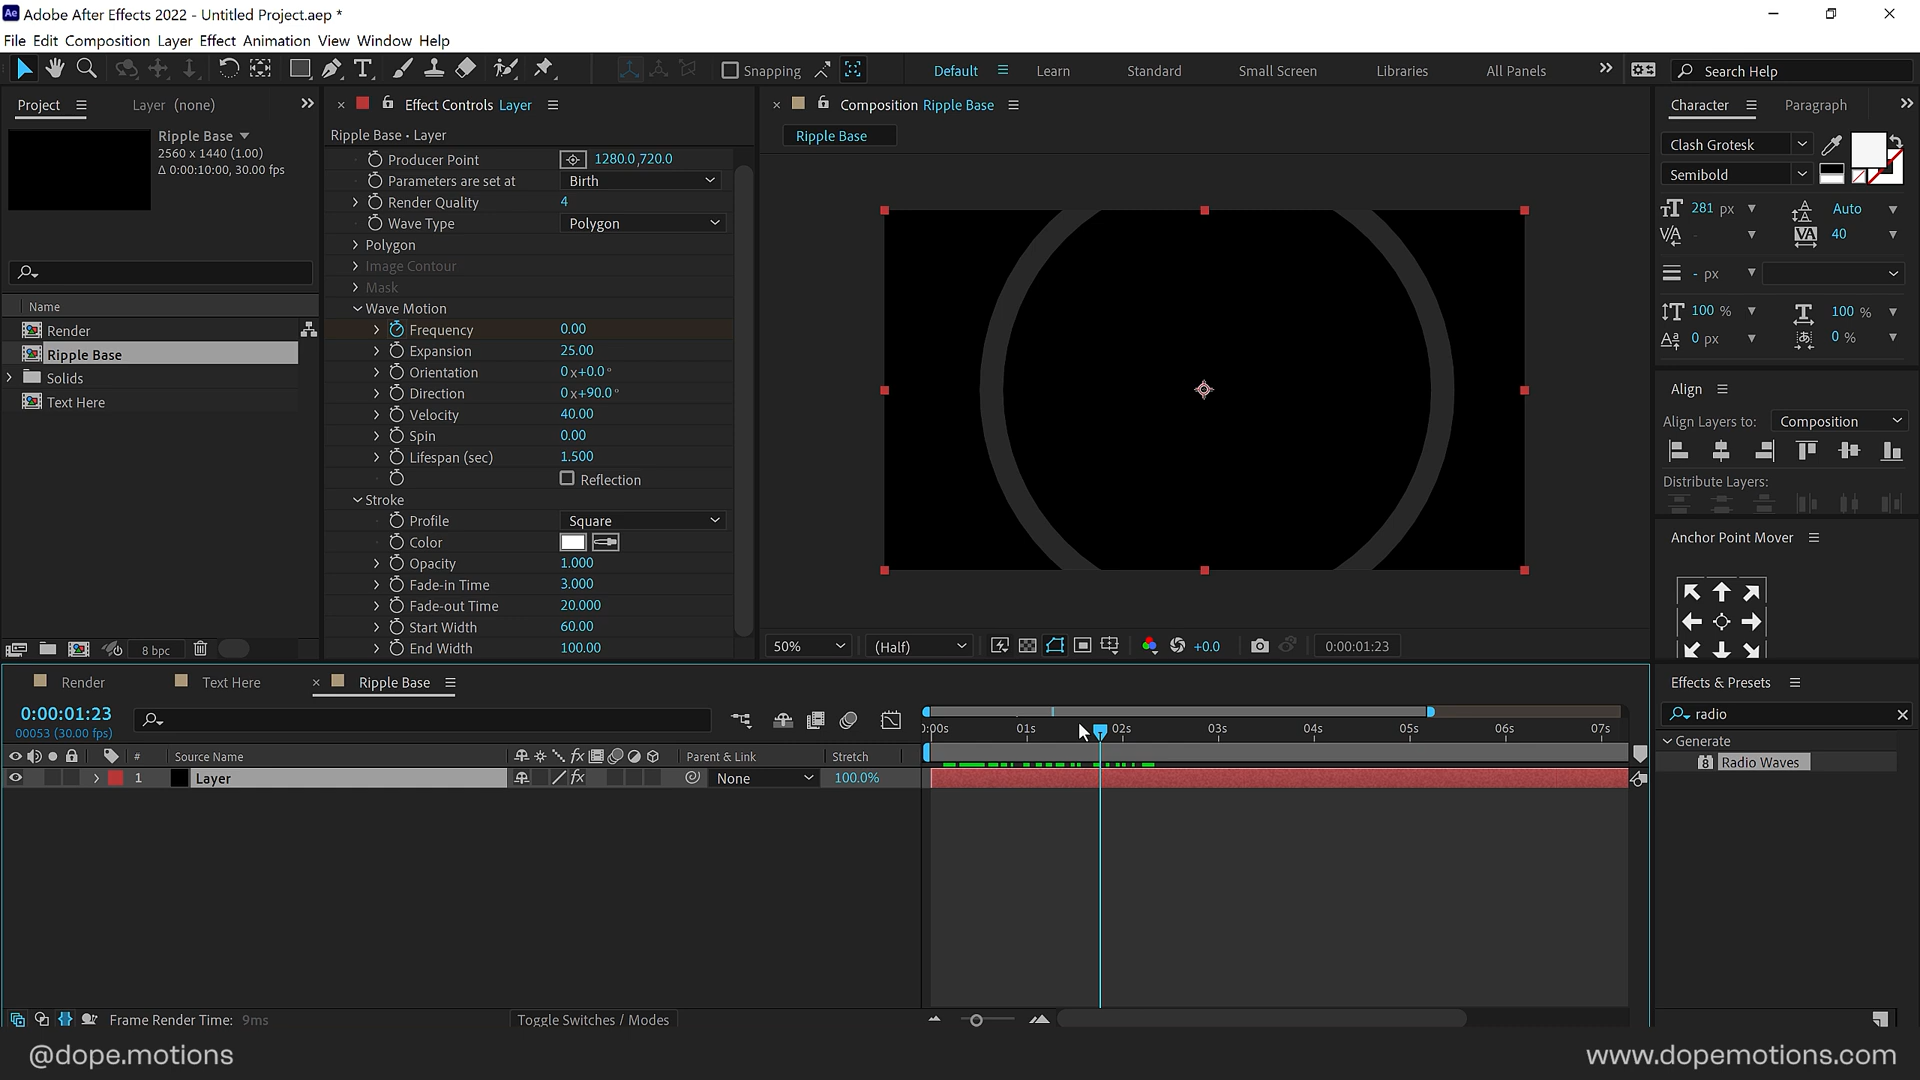 Ae Adobe After Effects 2022 - Untitled Project.aep *
File Edit Composition Layer Effect Animation View Window Help
Snapping Default Learn Standard Small Screen Libraries All Panels Search Help
Project Layer (none)
Ripple Base
2560 x 1440 (1.00)
Δ 0:00:10:00, 30.00 fps
Name
Render
Ripple Base
Solids
Text Here
8 bpc
Effect Controls Layer
Ripple Base • Layer
Producer Point 1280.0,720.0
Parameters are set at Birth
Render Quality 4
Wave Type Polygon
Polygon
Image Contour
Mask
Wave Motion
Frequency 0.00
Expansion 25.00
Orientation 0x+0.0°
Direction 0x+90.0°
Velocity 40.00
Spin 0.00
Lifespan (sec) 1.500
Reflection
Stroke
Profile Square
Color
Opacity 1.000
Fade-in Time 3.000
Fade-out Time 20.000
Start Width 60.00
End Width 100.00
Composition Ripple Base
Ripple Base
50% (Half) +0.0 0:00:01:23
Character Paragraph
Clash Grotesk
Semibold
281 px Auto
- 40
- px
100 % 100 %
0 px 0 %
Align
Align Layers to: Composition
Distribute Layers:
Anchor Point Mover
Effects & Presets
radio
Generate
Radio Waves
Render Text Here Ripple Base
0:00:01:23
00053 (30.00 fps)
# Source Name fx Parent & Link Stretch
1 Layer fx None 100.0%
0:00s 01s 02s 03s 04s 05s 06s 07s
Frame Render Time: 9ms Toggle Switches / Modes
@dope.motions
www.dopemotions.com